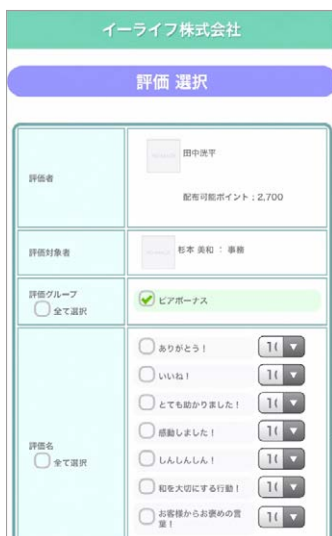 イーライフ株式会社
評価 選択
評価者
田中洸平
配布可能ポイント : 2,700
評価対象者
杉本 美和 : 事務
評価グループ
全て選択
ピアボーナス
評価名
全て選択
ありがとう!
いいね!
とても助かりました!
感動しました!
しんしんしん!
和を大切にする行動!
お客様からお褒めの言
葉!